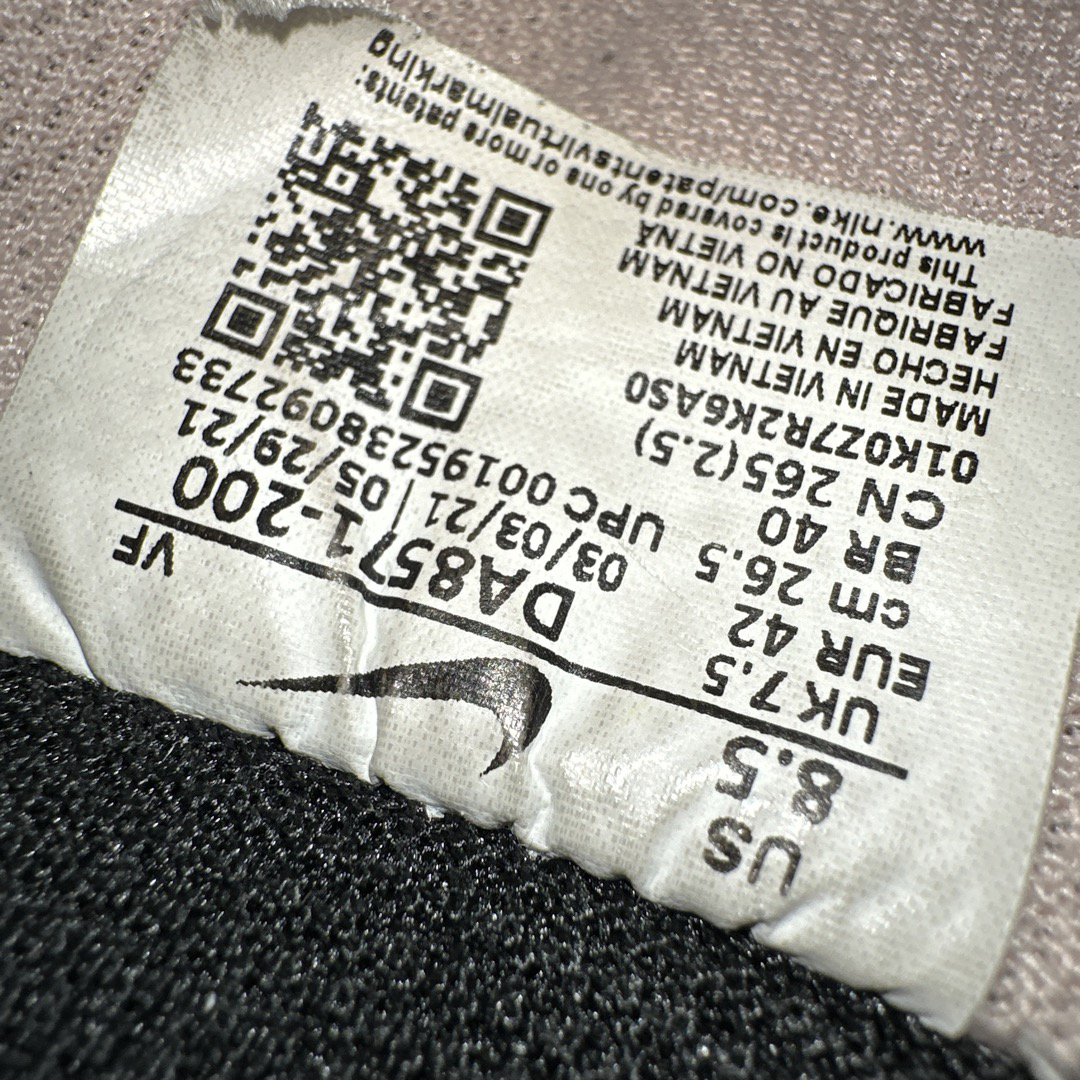 US
8.5
UK 7.5
EUR 42
cm 26.5
BR 40
CN 265(2.5)
VF
DA8571-200
03/03/21 | 05/29/21
UPC 00195238092733
01K0Z7R2K6AS0
MADE IN VIETNAM
HECHO EN VIETNAM
FABRIQUE AU VIETNAM
FABRICADO NO VIETNÃ
This product is covered by one or more patents:
www.nike.com/patentsvirtualmarking